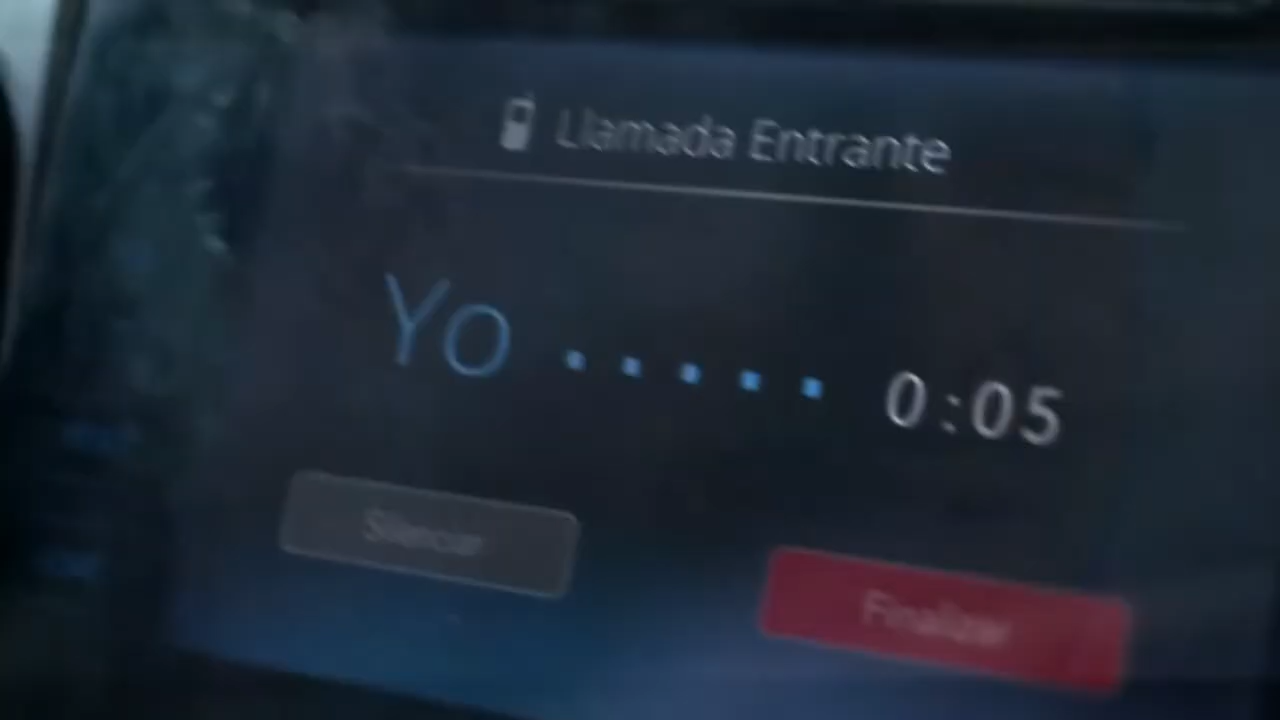 Llamada Entrante
Yo ..... 0:05
Silenciar
Finalizar